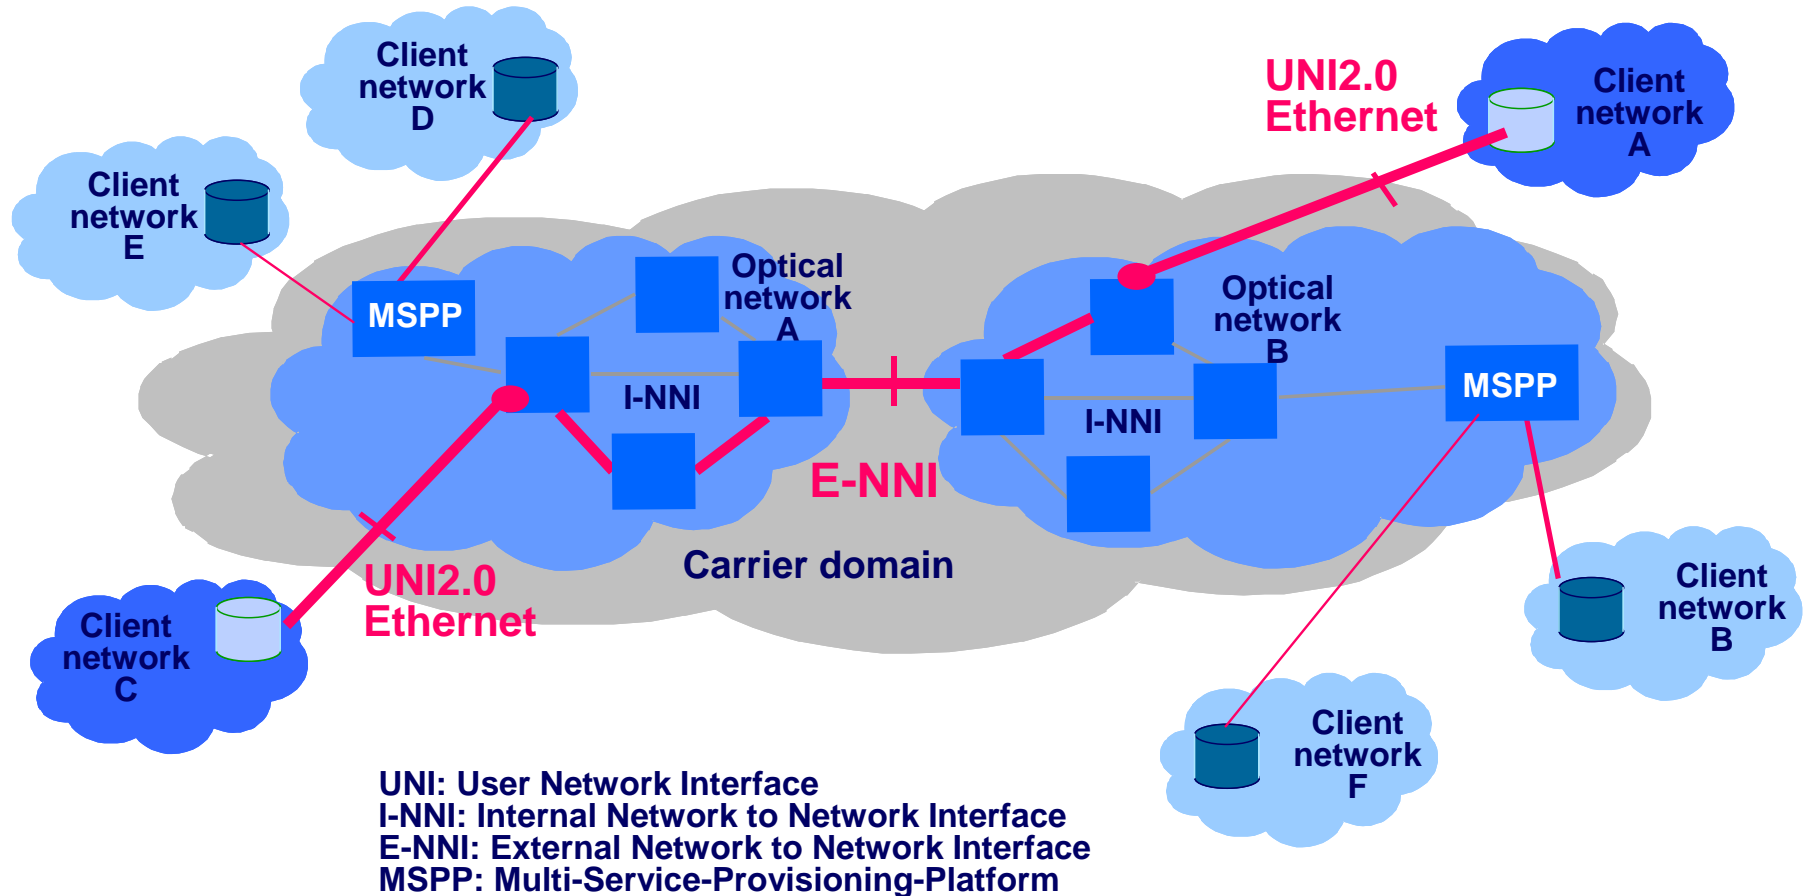 Client
network
D
UNI2.0
Ethernet
Client
network
A
Client
network
E
Optical
network
A
Optical
network
B
MSPP
I-NNI
MSPP
I-NNI
E-NNI
Carrier domain
UNI2.0
Ethernet
Client
network
C
Client
network
B
Client
network
F
UNI: User Network Interface
I-NNI: Internal Network to Network Interface
E-NNI: External Network to Network Interface
MSPP: Multi-Service-Provisioning-Platform